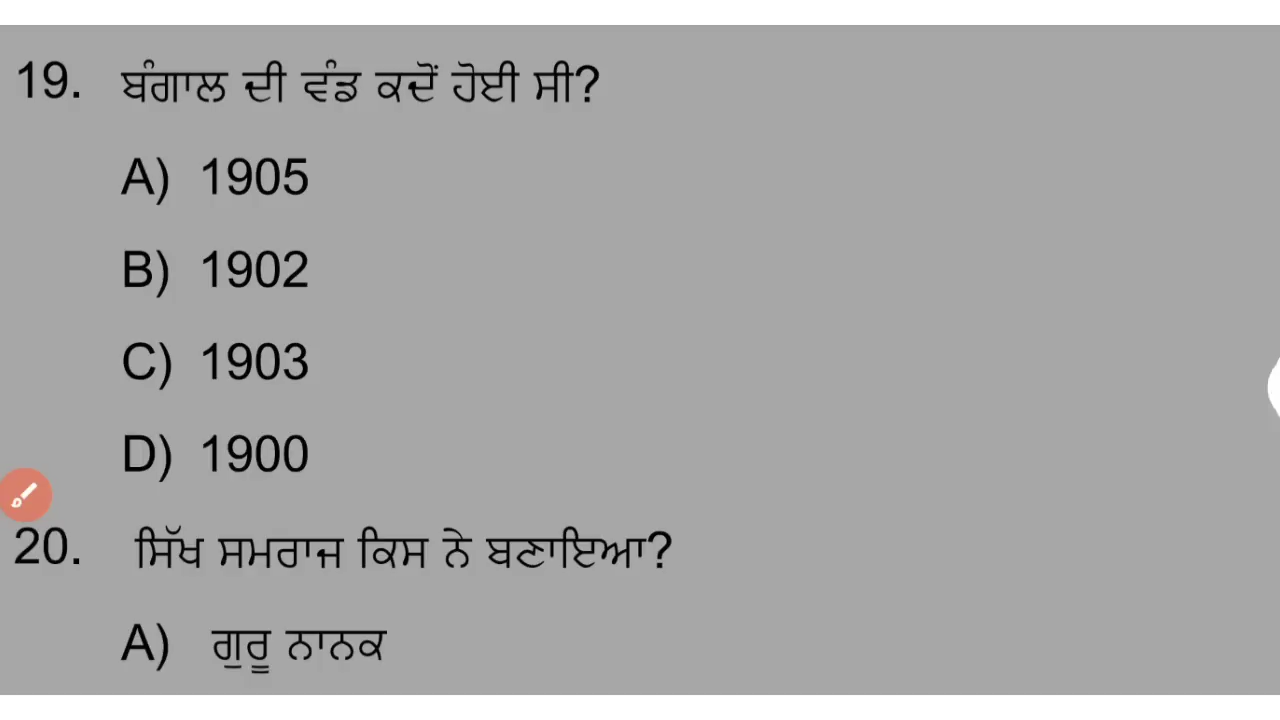 19. ਬੰਗਾਲ ਦੀ ਵੰਡ ਕਦੋਂ ਹੋਈ ਸੀ?
A) 1905
B) 1902
C) 1903
D) 1900
20. ਸਿੱਖ ਸਮਰਾਜ ਕਿਸ ਨੇ ਬਣਾਇਆ?
A) ਗੁਰੂ ਨਾਨਕ